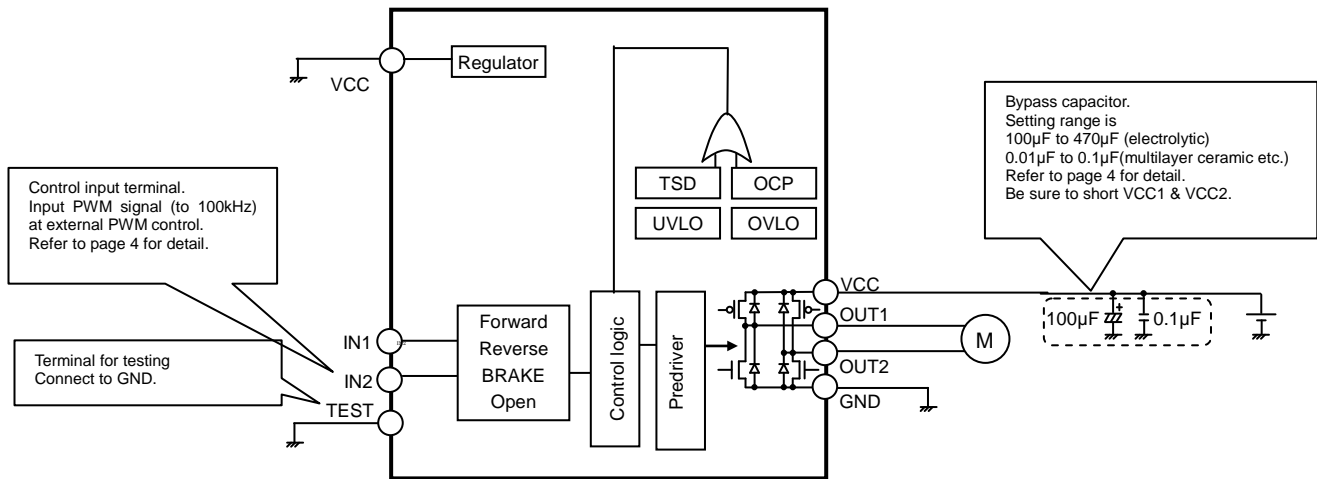 VCC
Regulator
Bypass capacitor.
Setting range is
100µF to 470µF (electrolytic)
0.01µF to 0.1µF(multilayer ceramic etc.)
Refer to page 4 for detail.
Be sure to short VCC1 & VCC2.
TSD
OCP
UVLO
OVLO
Control input terminal.
Input PWM signal (to 100kHz)
at external PWM control.
Refer to page 4 for detail.
Terminal for testing
Connect to GND.
IN1
IN2
TEST
Forward
Reverse
BRAKE
Open
Control logic
Predriver
VCC
OUT1
OUT2
GND
M
100µF
+
0.1µF